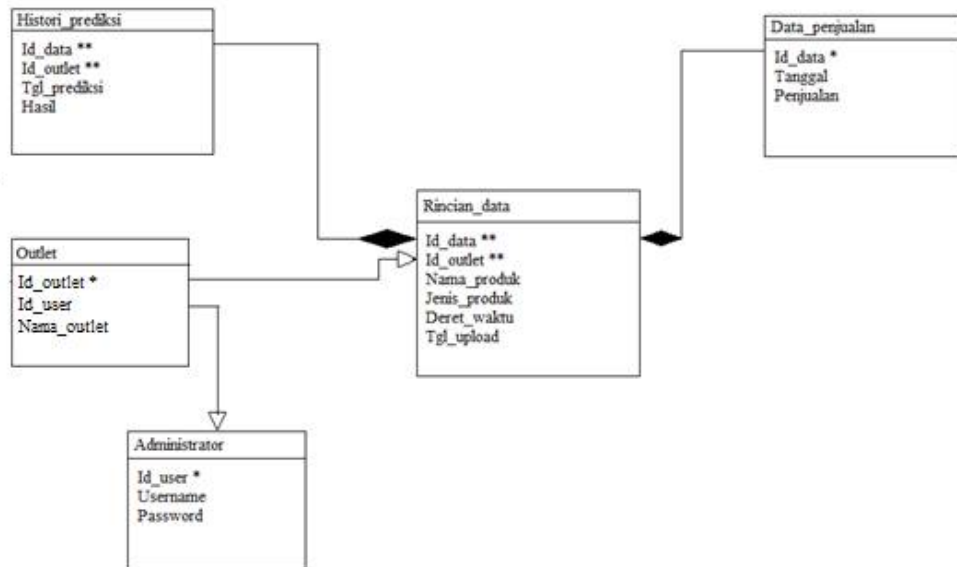 Histori_prediksi
Id_data **
Id_outlet **
Tgl_prediksi
Hasil
Data_penjualan
Id_data *
Tanggal
Penjualan
Rincian_data
Id_data **
Id_outlet **
Nama_produk
Jenis_produk
Deret_waktu
Tgl_upload
Outlet
Id_outlet *
Id_user
Nama_outlet
Administrator
Id_user *
Username
Password